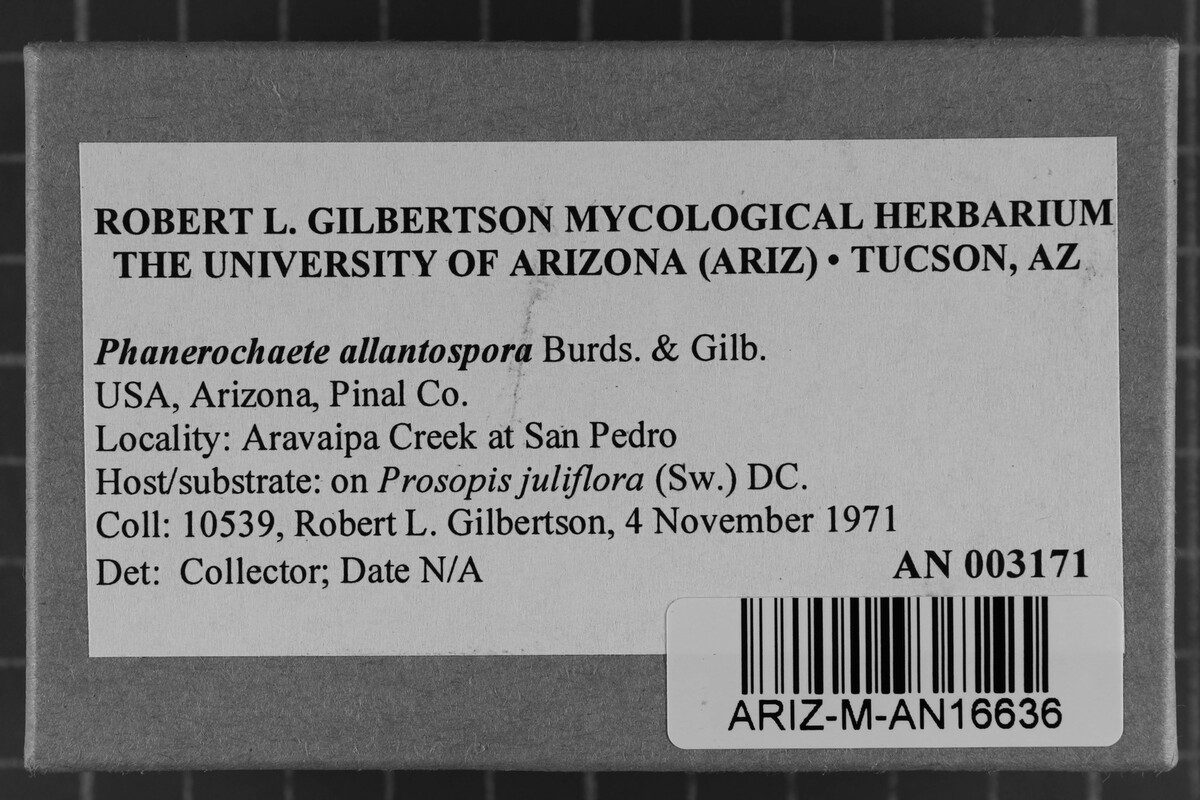 ROBERT L. GILBERTSON MYCOLOGICAL HERBARIUM
THE UNIVERSITY OF ARIZONA (ARIZ) • TUCSON, AZ
Phanerochaete allantospora Burds. & Gilb.
USA, Arizona, Pinal Co.
Locality: Aravaipa Creek at San Pedro
Host/substrate: on Prosopis juliflora (Sw.) DC.
Coll: 10539, Robert L. Gilbertson, 4 November 1971
Det: Collector; Date N/A
AN 003171
ARIZ-M-AN16636